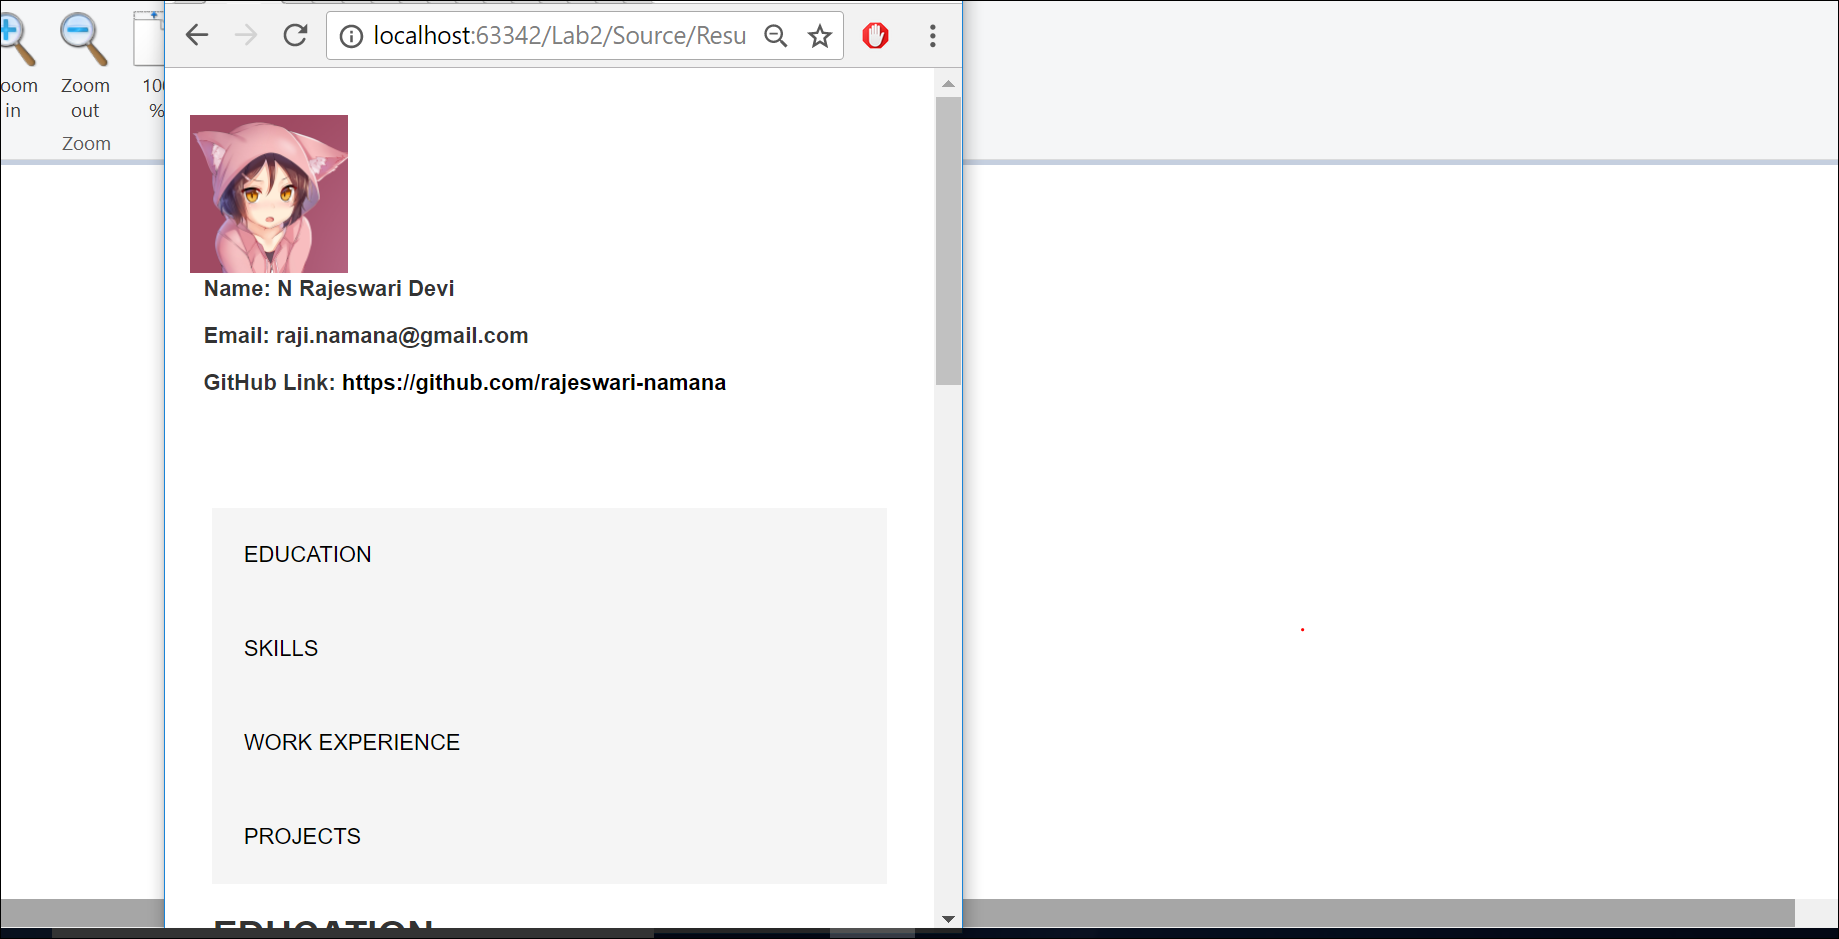 localhost:63342/Lab2/Source/Resu
oom in
Zoom out
10
%
Zoom
Name: N Rajeswari Devi
Email: raji.namana@gmail.com
GitHub Link: https://github.com/rajeswari-namana
EDUCATION
SKILLS
WORK EXPERIENCE
PROJECTS
EDUCATION